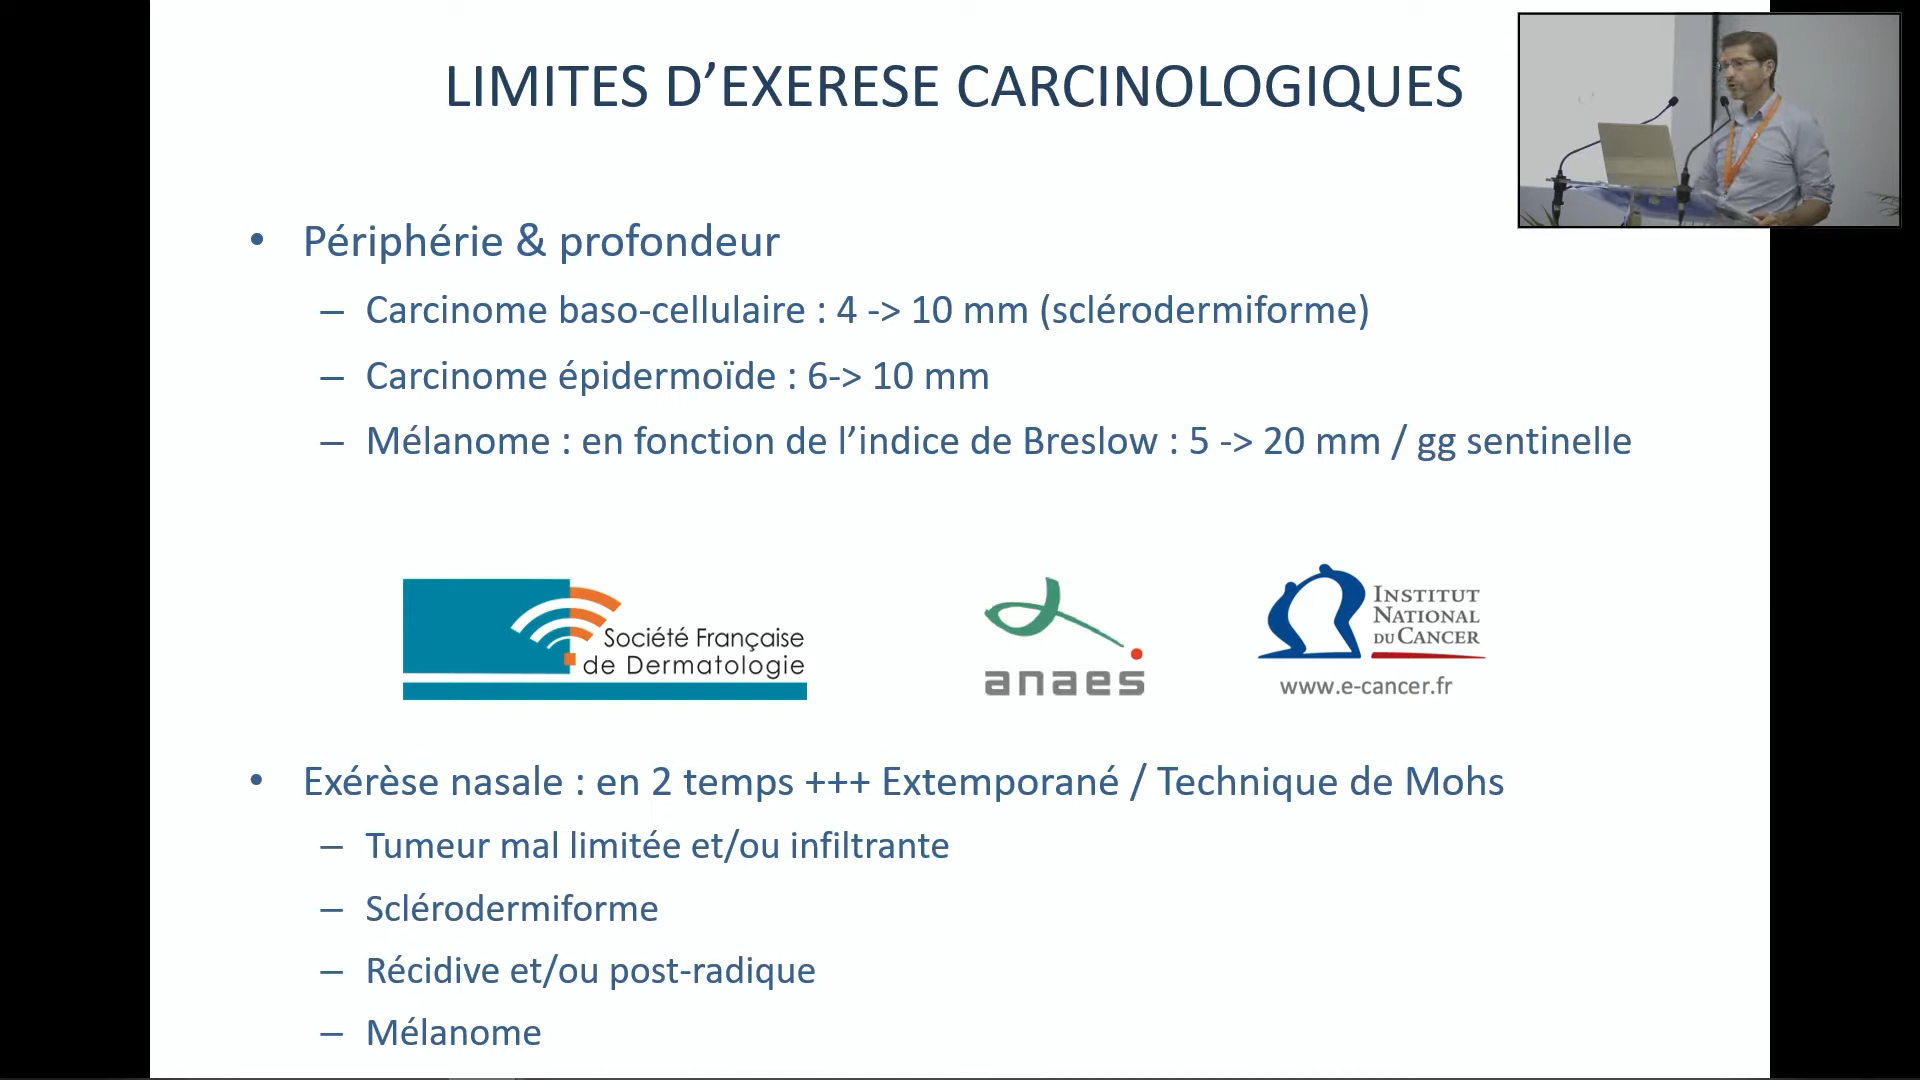 LIMITES D’EXERESE CARCINOLOGIQUES
• Périphérie & profondeur
– Carcinome baso-cellulaire : 4 -> 10 mm (sclérodermiforme)
– Carcinome épidermoïde : 6-> 10 mm
– Mélanome : en fonction de l’indice de Breslow : 5 -> 20 mm / gg sentinelle
Société Française
de Dermatologie
anaes
INSTITUT
NATIONAL
DU CANCER
www.e-cancer.fr
• Exérèse nasale : en 2 temps +++ Extemporané / Technique de Mohs
– Tumeur mal limitée et/ou infiltrante
– Sclérodermiforme
– Récidive et/ou post-radique
– Mélanome